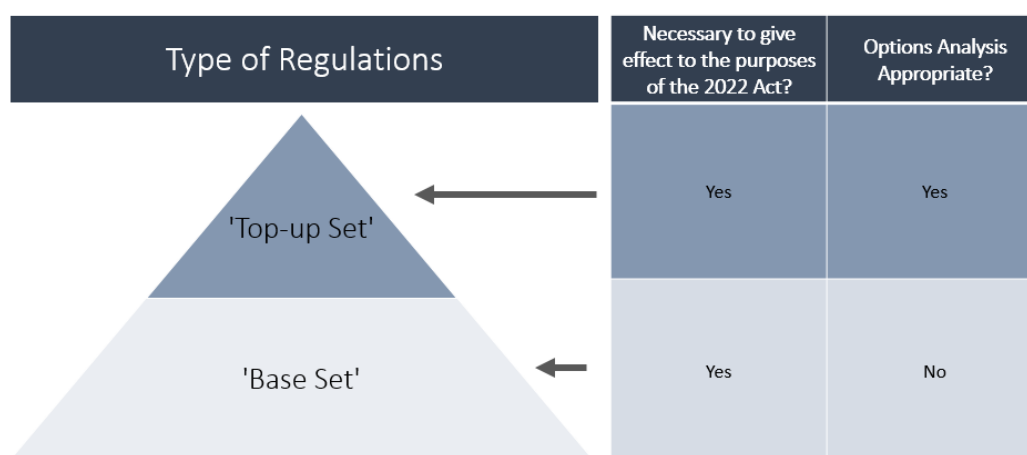 Type of Regulations
Necessary to give
effect to the purposes
of the 2022 Act?
Options Analysis
Appropriate?
'Top-up Set'
Yes
Yes
'Base Set'
Yes
No